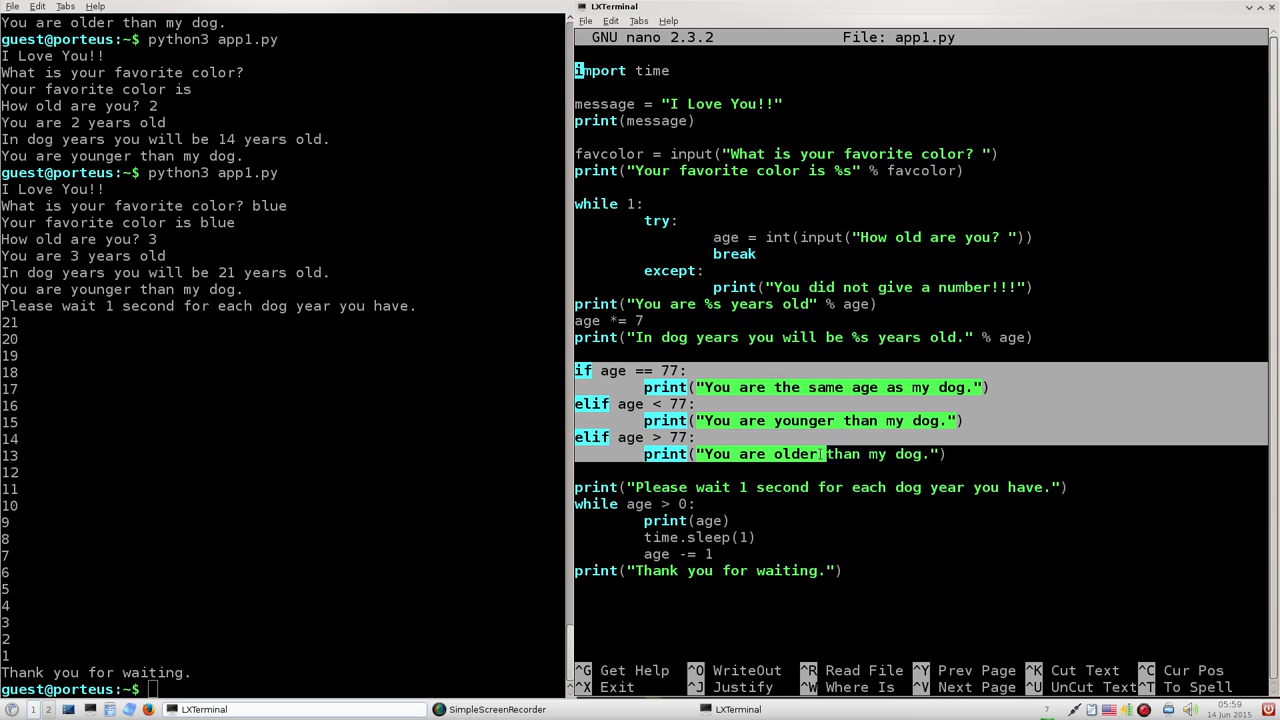 File Edit Tabs Help
You are older than my dog.
guest@porteus:~$ python3 app1.py
I Love You!!
What is your favorite color?
Your favorite color is
How old are you? 2
You are 2 years old
In dog years you will be 14 years old.
You are younger than my dog.
guest@porteus:~$ python3 app1.py
I Love You!!
What is your favorite color? blue
Your favorite color is blue
How old are you? 3
You are 3 years old
In dog years you will be 21 years old.
You are younger than my dog.
Please wait 1 second for each dog year you have.
21
20
19
18
17
16
15
14
13
12
11
10
9
8
7
6
5
4
3
2
1
Thank you for waiting.
guest@porteus:~$
LXTerminal
File Edit Tabs Help
GNU nano 2.3.2 File: app1.py
import time
message = "I Love You!!"
print(message)
favcolor = input("What is your favorite color? ")
print("Your favorite color is %s" % favcolor)
while 1:
try:
age = int(input("How old are you? "))
break
except:
print("You did not give a number!!!")
print("You are %s years old" % age)
age *= 7
print("In dog years you will be %s years old." % age)
if age == 77:
print("You are the same age as my dog.")
elif age < 77:
print("You are younger than my dog.")
elif age > 77:
print("You are older than my dog.")
print("Please wait 1 second for each dog year you have.")
while age > 0:
print(age)
time.sleep(1)
age -= 1
print("Thank you for waiting.")
^G Get Help ^O WriteOut ^R Read File ^Y Prev Page ^K Cut Text ^C Cur Pos
^X Exit ^J Justify ^W Where Is ^V Next Page ^U UnCut Text ^T To Spell
1 2 LXTerminal SimpleScreenRecorder LXTerminal 7 05:59
14 Jun 2015